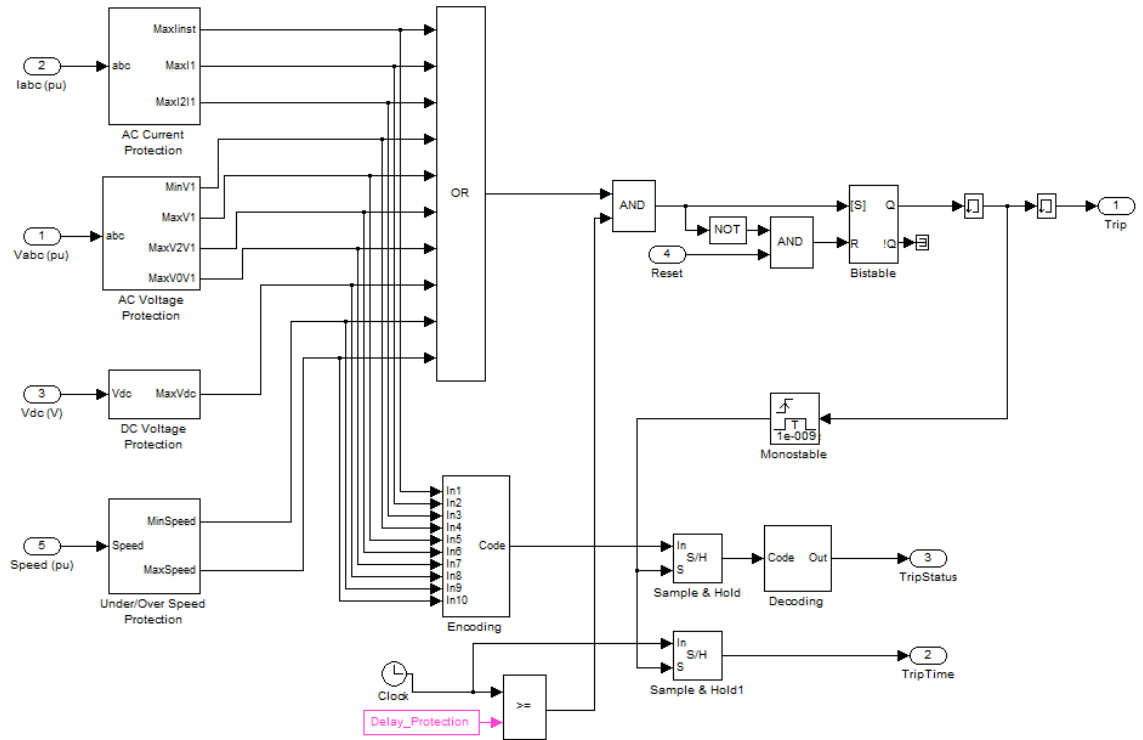 MaxIinst
2
abc
MaxI1
Iabc (pu)
MaxI2I1
AC Current
Protection
MinV1
MaxV1
1
abc
Vabc (pu)
MaxV2V1
MaxV0V1
AC Voltage
Protection
3
Vdc
MaxVdc
Vdc (V)
DC Voltage
Protection
MinSpeed
5
Speed
Speed (pu)
MaxSpeed
Under/Over Speed
Protection
OR
AND
NOT
AND
4
Reset
[S]
Q
R
!Q
Bistable
1
Trip
T
1e-009
Monostable
In1
In2
In3
In4
In5
In6
In7
In8
In9
In10
Code
Encoding
In
S/H
S
Sample & Hold
Code
Out
Decoding
3
TripStatus
In
S/H
S
Sample & Hold1
2
TripTime
Clock
Delay_Protection
>=